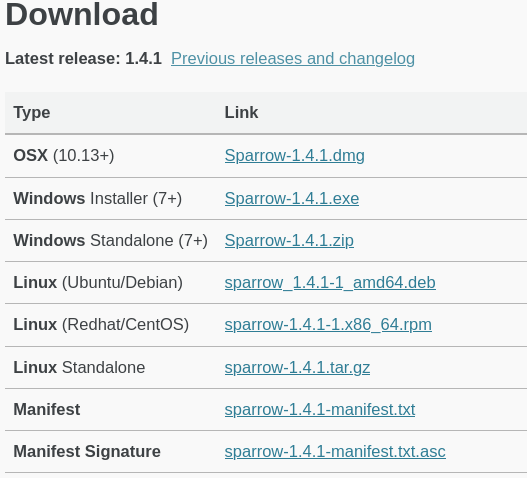 Download
Latest release: 1.4.1 Previous releases and changelog
Type Link
OSX (10.13+) Sparrow-1.4.1.dmg
Windows Installer (7+) Sparrow-1.4.1.exe
Windows Standalone (7+) Sparrow-1.4.1.zip
Linux (Ubuntu/Debian) sparrow_1.4.1-1_amd64.deb
Linux (Redhat/CentOS) sparrow-1.4.1-1.x86_64.rpm
Linux Standalone sparrow-1.4.1.tar.gz
Manifest sparrow-1.4.1-manifest.txt
Manifest Signature sparrow-1.4.1-manifest.txt.asc